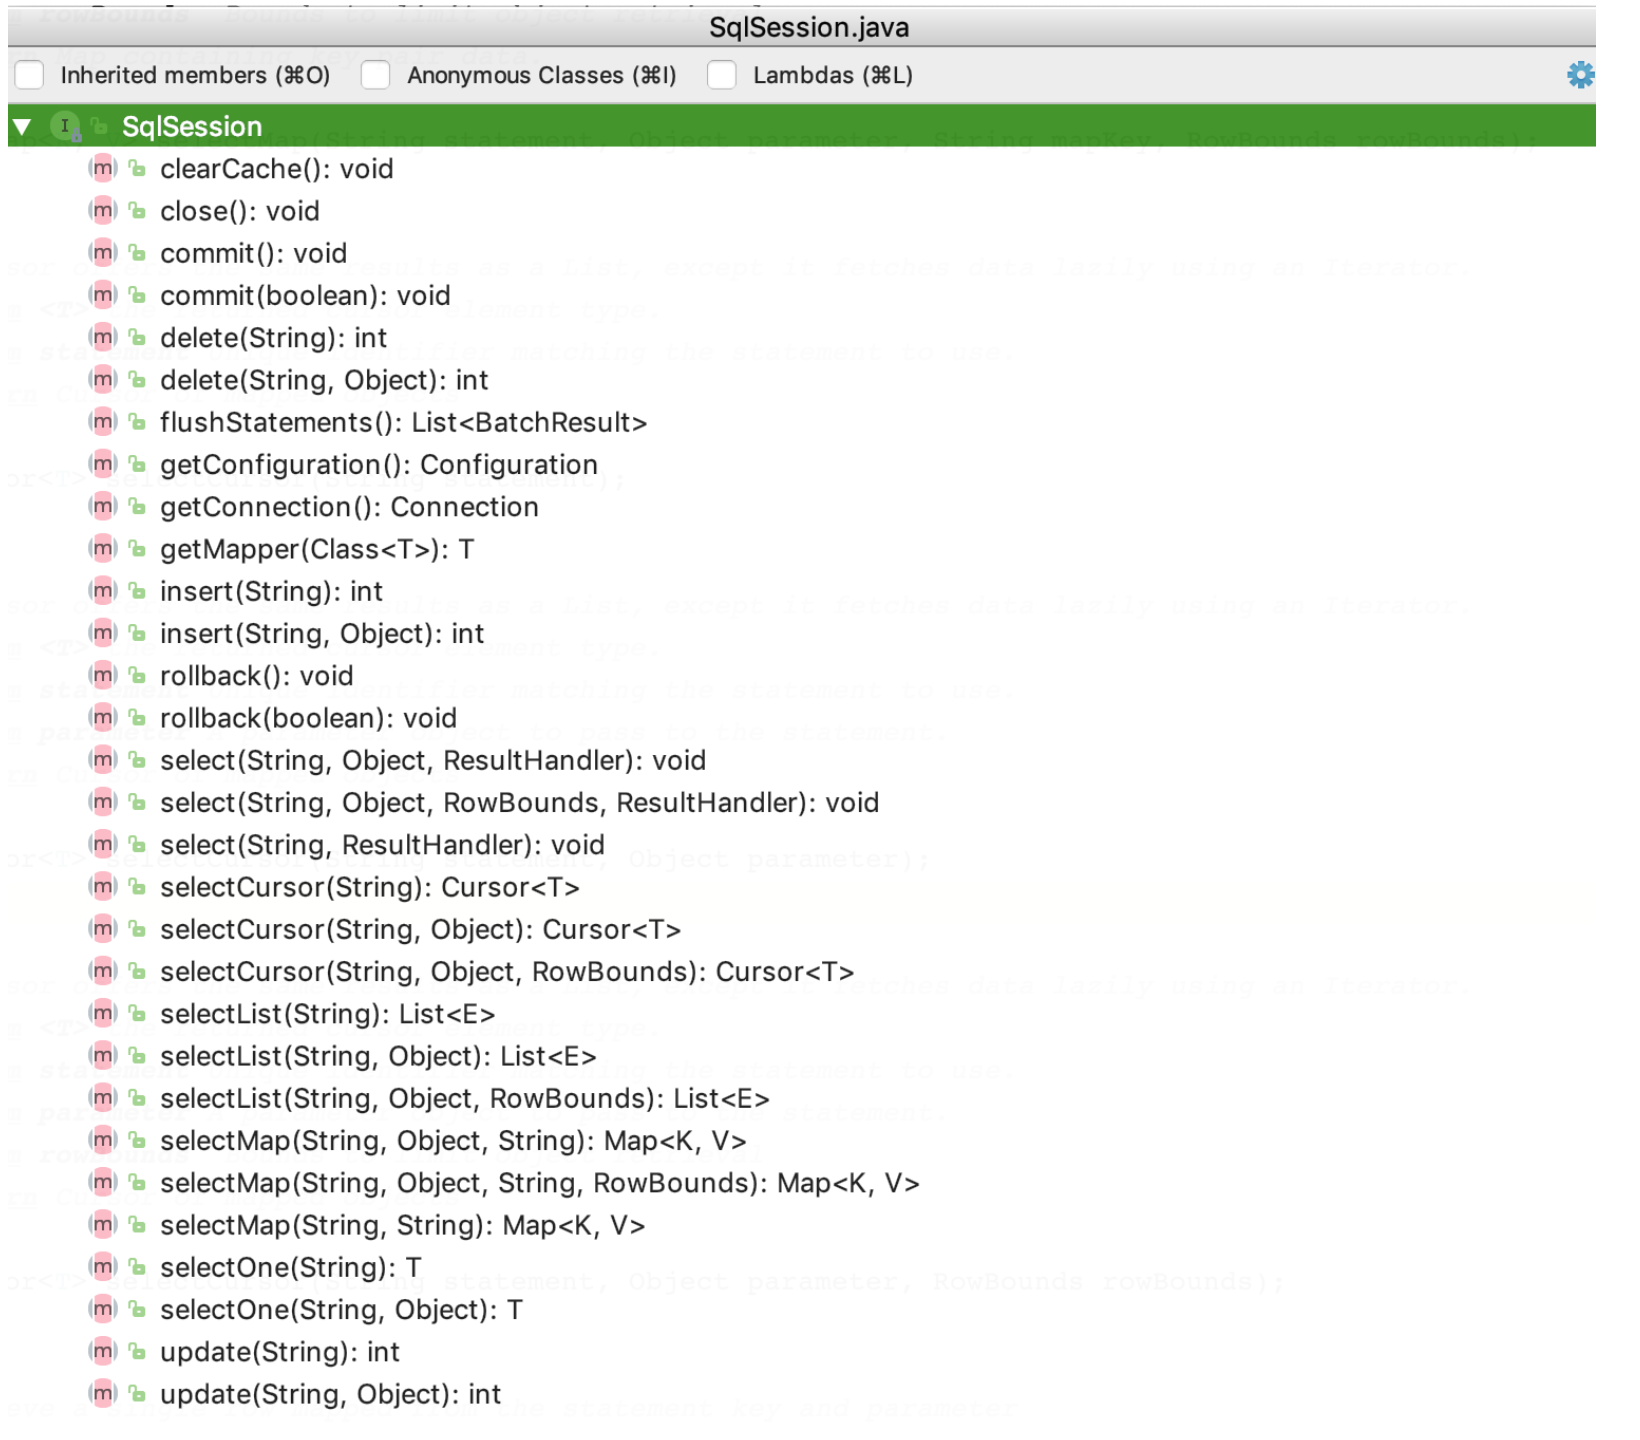 SqlSession.java
Inherited members (⌘O) Anonymous Classes (⌘I) Lambdas (⌘L)
SqlSession
clearCache(): void
close(): void
commit(): void
commit(boolean): void
delete(String): int
delete(String, Object): int
flushStatements(): List<BatchResult>
getConfiguration(): Configuration
getConnection(): Connection
getMapper(Class<T>): T
insert(String): int
insert(String, Object): int
rollback(): void
rollback(boolean): void
select(String, Object, ResultHandler): void
select(String, Object, RowBounds, ResultHandler): void
select(String, ResultHandler): void
selectCursor(String): Cursor<T>
selectCursor(String, Object): Cursor<T>
selectCursor(String, Object, RowBounds): Cursor<T>
selectList(String): List<E>
selectList(String, Object): List<E>
selectList(String, Object, RowBounds): List<E>
selectMap(String, Object, String): Map<K, V>
selectMap(String, Object, String, RowBounds): Map<K, V>
selectMap(String, String): Map<K, V>
selectOne(String): T
selectOne(String, Object): T
update(String): int
update(String, Object): int